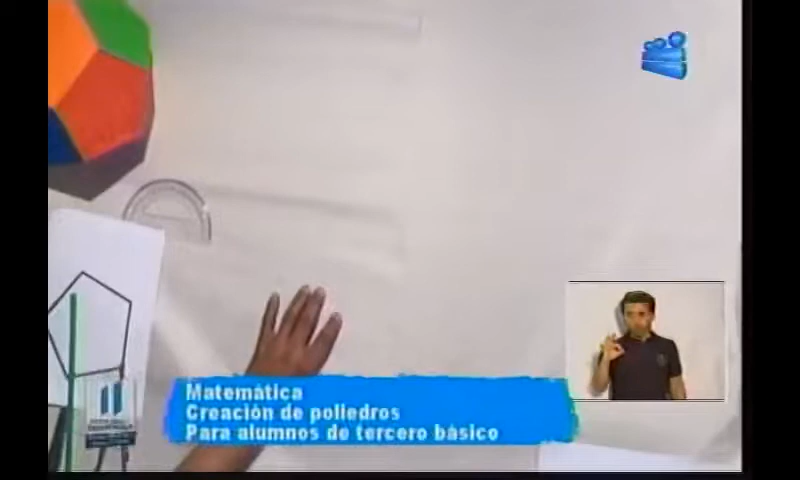 Matemática
Creación de poliedros
Para alumnos de tercero básico